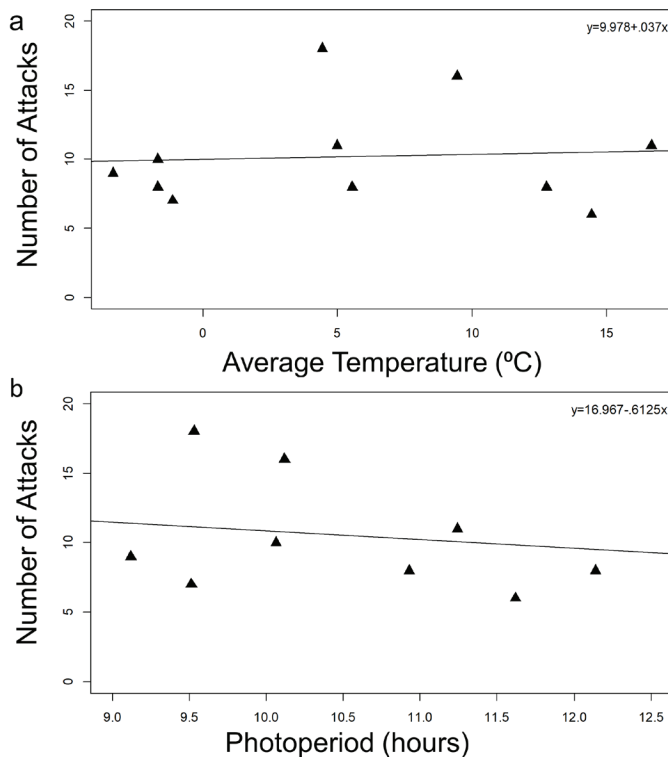 a
y=9.978+.037x
Number of Attacks
20
15
10
5
0
0 5 10 15
Average Temperature (ºC)
b
y=16.967-.6125x
Number of Attacks
20
15
10
5
0
9.0 9.5 10.0 10.5 11.0 11.5 12.0 12.5
Photoperiod (hours)